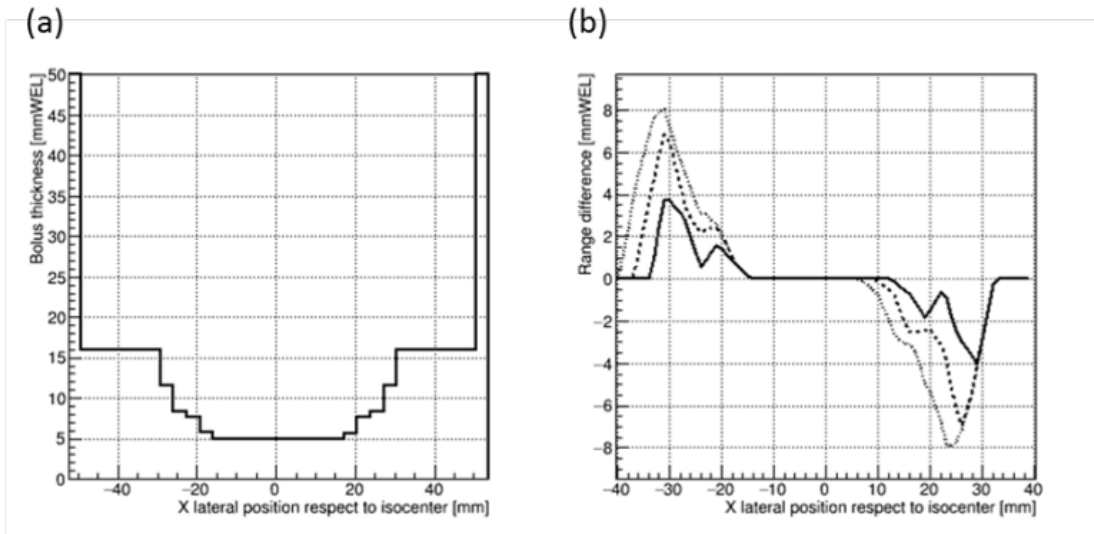 (a)
(b)
Bolus thickness [mmWEL]
50
45
40
35
30
25
20
15
10
5
0
−40 −20 0 20 40
X lateral position respect to isocenter [mm]
Range difference [mmWEL]
8
6
4
2
0
−2
−4
−6
−8
−40 −30 −20 −10 0 10 20 30 40
X lateral position respect to isocenter [mm]